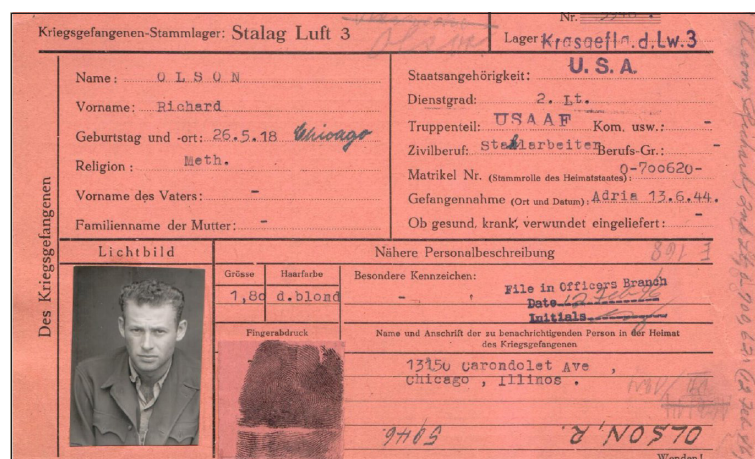 Kriegsgefangenen-Stammlager: Stalag Luft 3
Nr.
Lager: Krsgefln.d.Lw.3
Des Kriegsgefangenen
Name: OLSON
Vorname: Richard
Geburtstag und -ort: 26.5.18 Chicago
Religion: Meth.
Vorname des Vaters: -
Familienname der Mutter: -
Staatsangehörigkeit: U.S.A.
Dienstgrad: 2. Lt.
Truppenteil: USAAF Kom. usw.: -
Zivilberuf: Stahlarbeiter Berufs-Gr.: -
Matrikel Nr. (Stammrolle des Heimatstaates): 0-700620-
Gefangennahme (Ort und Datum): Adria 13.6.44.
Ob gesund, krank, verwundet eingeliefert: -
Lichtbild
Nähere Personalbeschreibung
Grösse
Haarfarbe
Besondere Kennzeichen:
1,80
d.blond
-
File in Officers Branch
Date
Initials
Fingerabdruck
Name und Anschrift der zu benachrichtigenden Person in der Heimat
des Kriegsgefangenen
13150 Carondolet Ave ,
Chicago , Illinos .
5946
OLSON, R.
Wenden!